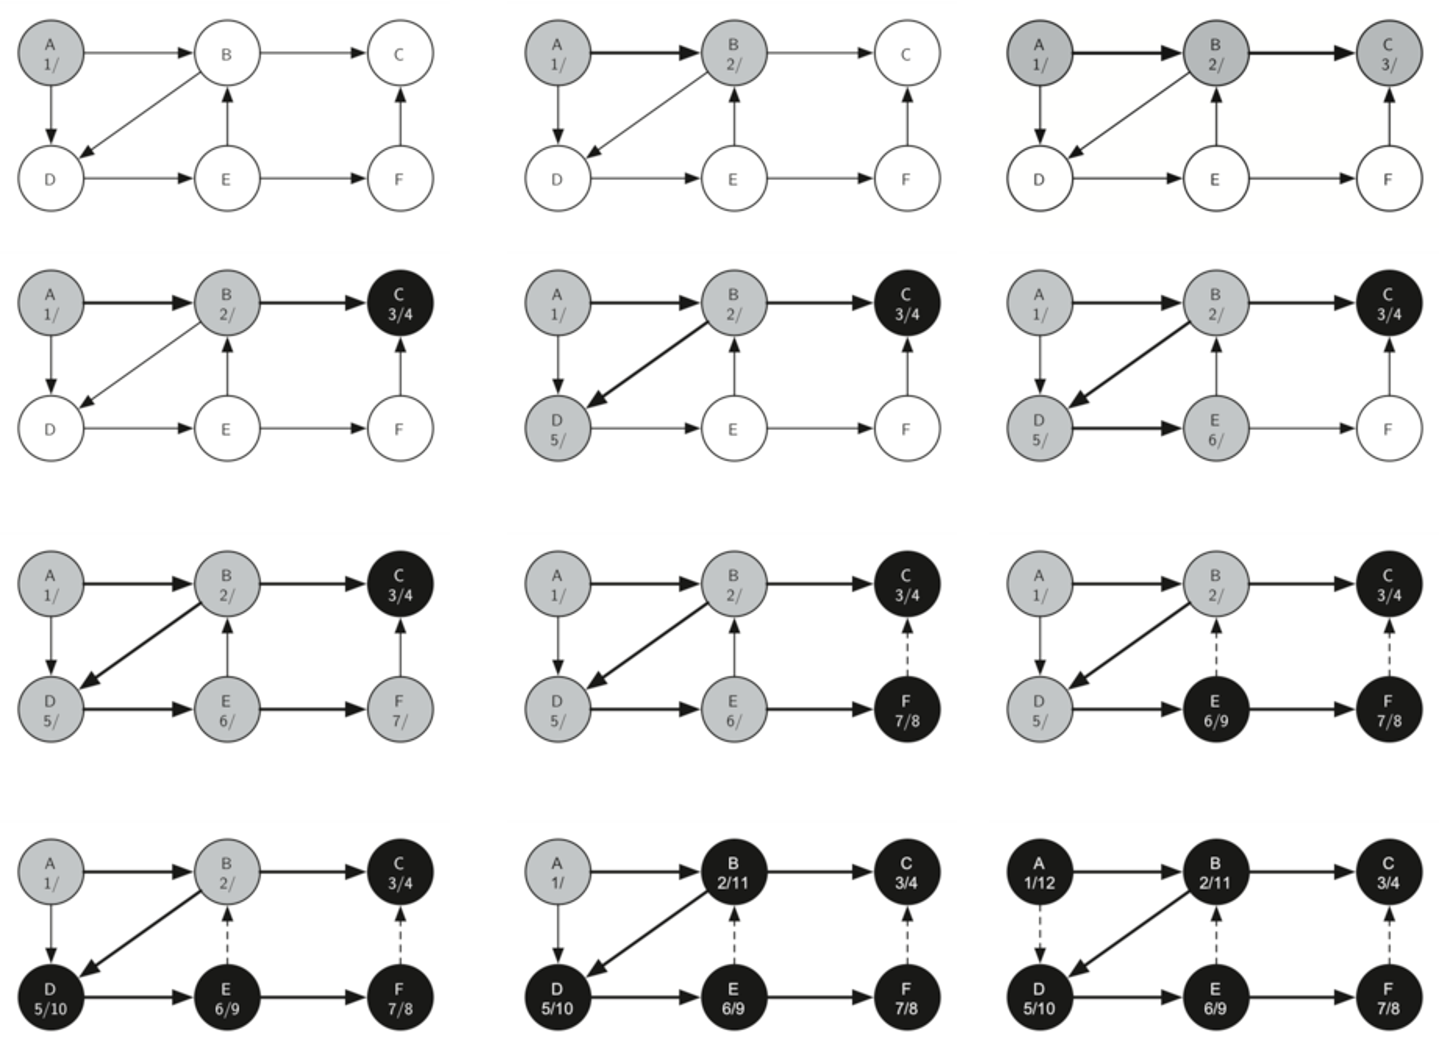 A B C
1/
D E F
A B C
1/ 2/
D E F
A B C
1/ 2/ 3/
D E F
A B C
1/ 2/ 3/4
D E F
A B C
1/ 2/ 3/4
D E F
5/
A B C
1/ 2/ 3/4
D E F
5/ 6/
A B C
1/ 2/ 3/4
D E F
5/ 6/ 7/
A B C
1/ 2/ 3/4
D E F
5/ 6/ 7/8
A B C
1/ 2/ 3/4
D E F
5/ 6/9 7/8
A B C
1/ 2/ 3/4
D E F
5/10 6/9 7/8
A B C
1/ 2/11 3/4
D E F
5/10 6/9 7/8
A B C
1/12 2/11 3/4
D E F
5/10 6/9 7/8